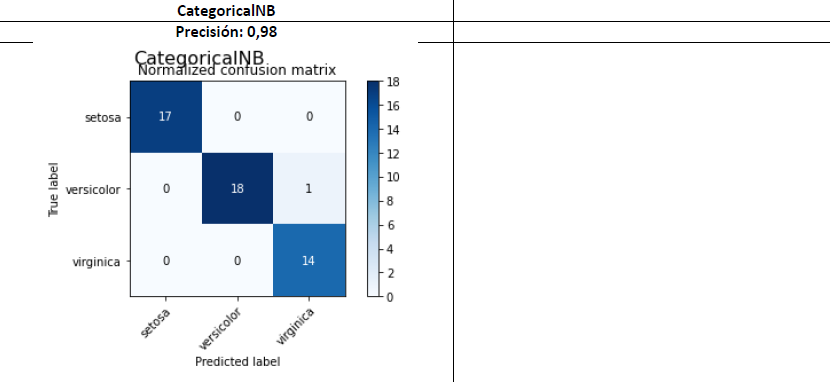 CategoricalNB
Precisión: 0,98
CategoricalNB
Normalized confusion matrix
18
16
14
12
10
8
6
4
2
0
setosa 17 0 0
True label
versicolor 0 18 1
virginica 0 0 14
setosa versicolor virginica
Predicted label